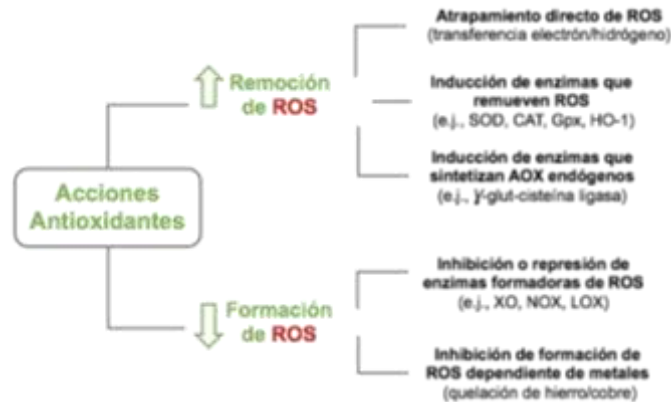 Acciones
Antioxidantes
Remoción
de ROS
Atrapamiento directo de ROS
(transferencia electrón/hidrógeno)
Inducción de enzimas que
remueven ROS
(e.j., SOD, CAT, Gpx, HO-1)
Inducción de enzimas que
sintetizan AOX endógenos
(e.j., γ-glut-cisteína ligasa)
Formación
de ROS
Inhibición o represión de
enzimas formadoras de ROS
(e.j., XO, NOX, LOX)
Inhibición de formación de
ROS dependiente de metales
(quelación de hierro/cobre)